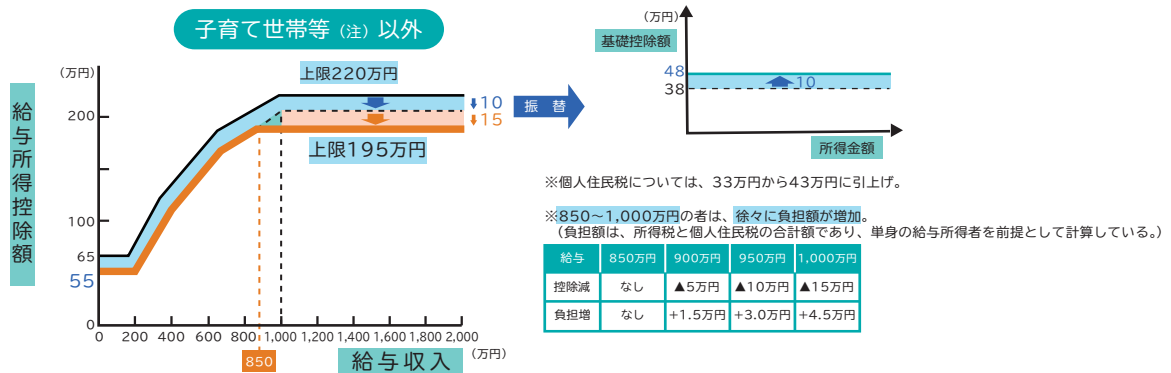 子育て世帯等（注）以外
(万円)
給与所得控除額
200
100
65
55
0
上限220万円
上限195万円
10
15
振 替
0 200 400 600 800 1,000 1,200 1,400 1,600 1,800 2,000
850
給与収入
(万円)
(万円)
基礎控除額
48
38
10
所得金額
※個人住民税については、33万円から43万円に引上げ。
※850～1,000万円の者は、徐々に負担額が増加。
(負担額は、所得税と個人住民税の合計額であり、単身の給与所得者を前提として計算している。)
給与 850万円 900万円 950万円 1,000万円
控除減 なし ▲5万円 ▲10万円 ▲15万円
負担増 なし +1.5万円 +3.0万円 +4.5万円